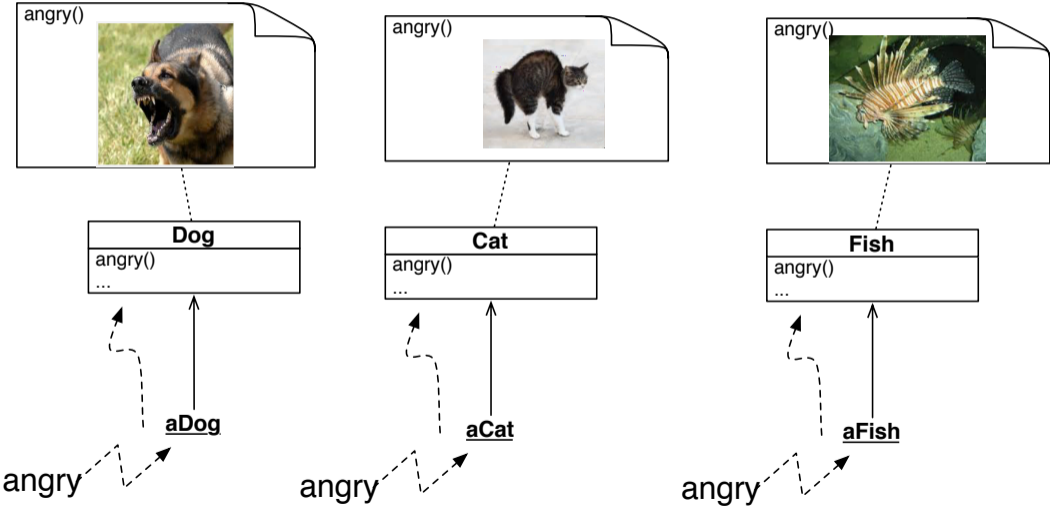 angry()
angry()
angry()
Dog
angry()
...
Cat
angry()
...
Fish
angry()
...
aDog
aCat
aFish
angry
angry
angry